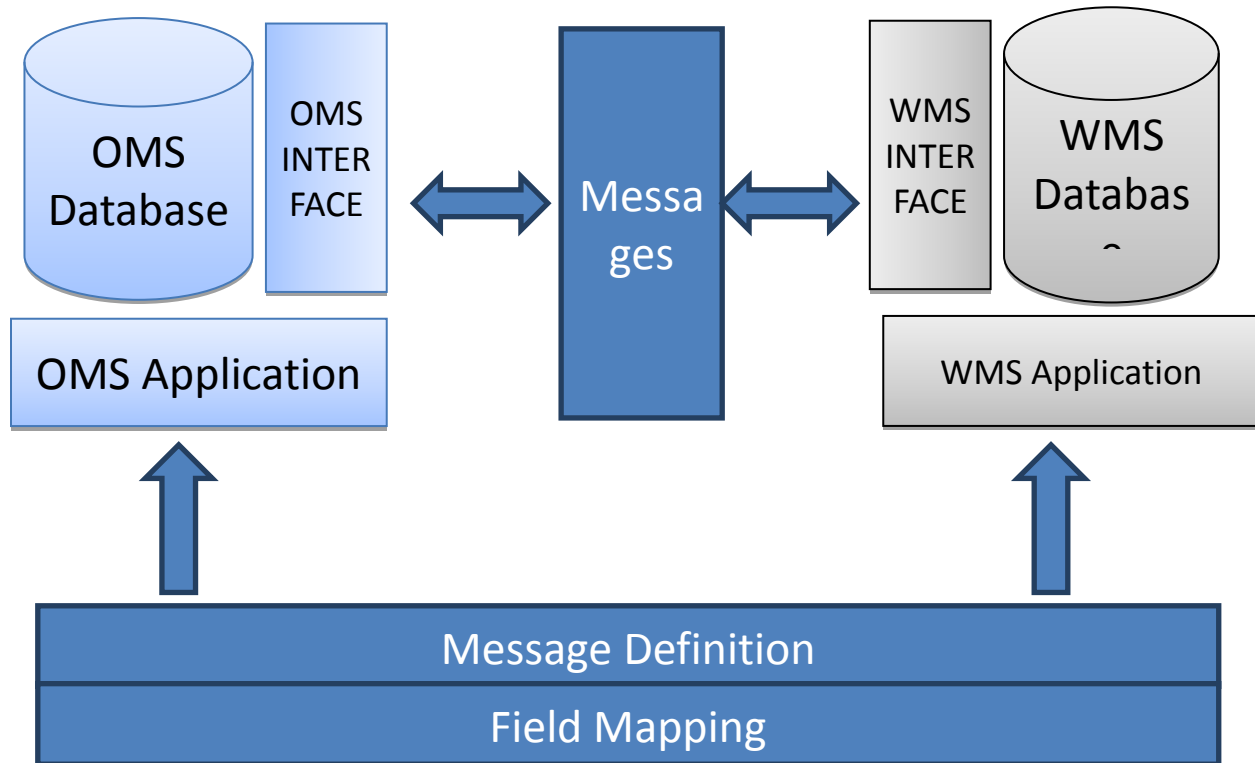 OMS
Database
OMS
INTER
FACE
Messa
ges
WMS
INTER
FACE
WMS
Databas
OMS Application
WMS Application
Message Definition
Field Mapping